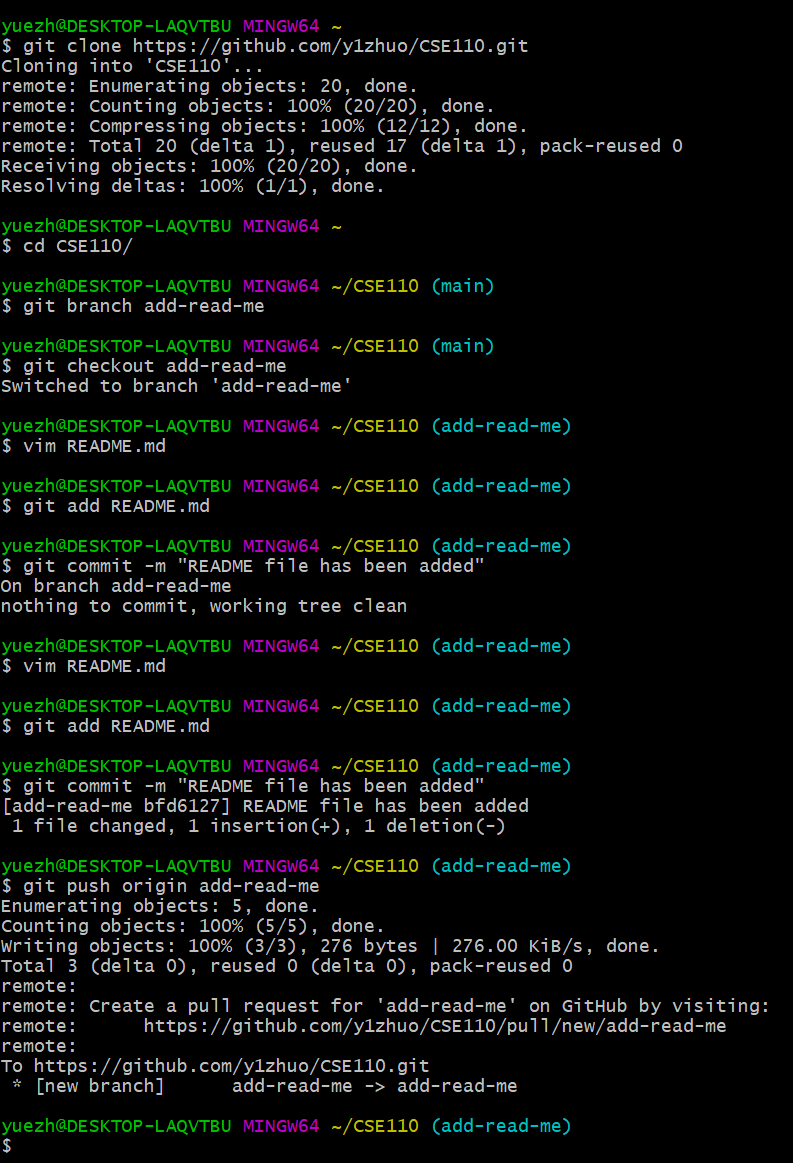 yuezh@DESKTOP-LAQVTBU MINGW64 ~
$ git clone https://github.com/y1zhuo/CSE110.git
Cloning into 'CSE110'...
remote: Enumerating objects: 20, done.
remote: Counting objects: 100% (20/20), done.
remote: Compressing objects: 100% (12/12), done.
remote: Total 20 (delta 1), reused 17 (delta 1), pack-reused 0
Receiving objects: 100% (20/20), done.
Resolving deltas: 100% (1/1), done.

yuezh@DESKTOP-LAQVTBU MINGW64 ~
$ cd CSE110/

yuezh@DESKTOP-LAQVTBU MINGW64 ~/CSE110 (main)
$ git branch add-read-me

yuezh@DESKTOP-LAQVTBU MINGW64 ~/CSE110 (main)
$ git checkout add-read-me
Switched to branch 'add-read-me'

yuezh@DESKTOP-LAQVTBU MINGW64 ~/CSE110 (add-read-me)
$ vim README.md

yuezh@DESKTOP-LAQVTBU MINGW64 ~/CSE110 (add-read-me)
$ git add README.md

yuezh@DESKTOP-LAQVTBU MINGW64 ~/CSE110 (add-read-me)
$ git commit -m "README file has been added"
On branch add-read-me
nothing to commit, working tree clean

yuezh@DESKTOP-LAQVTBU MINGW64 ~/CSE110 (add-read-me)
$ vim README.md

yuezh@DESKTOP-LAQVTBU MINGW64 ~/CSE110 (add-read-me)
$ git add README.md

yuezh@DESKTOP-LAQVTBU MINGW64 ~/CSE110 (add-read-me)
$ git commit -m "README file has been added"
[add-read-me bfd6127] README file has been added
 1 file changed, 1 insertion(+), 1 deletion(-)

yuezh@DESKTOP-LAQVTBU MINGW64 ~/CSE110 (add-read-me)
$ git push origin add-read-me
Enumerating objects: 5, done.
Counting objects: 100% (5/5), done.
Writing objects: 100% (3/3), 276 bytes | 276.00 KiB/s, done.
Total 3 (delta 0), reused 0 (delta 0), pack-reused 0
remote:
remote: Create a pull request for 'add-read-me' on GitHub by visiting:
remote:      https://github.com/y1zhuo/CSE110/pull/new/add-read-me
remote:
To https://github.com/y1zhuo/CSE110.git
 * [new branch]      add-read-me -> add-read-me

yuezh@DESKTOP-LAQVTBU MINGW64 ~/CSE110 (add-read-me)
$